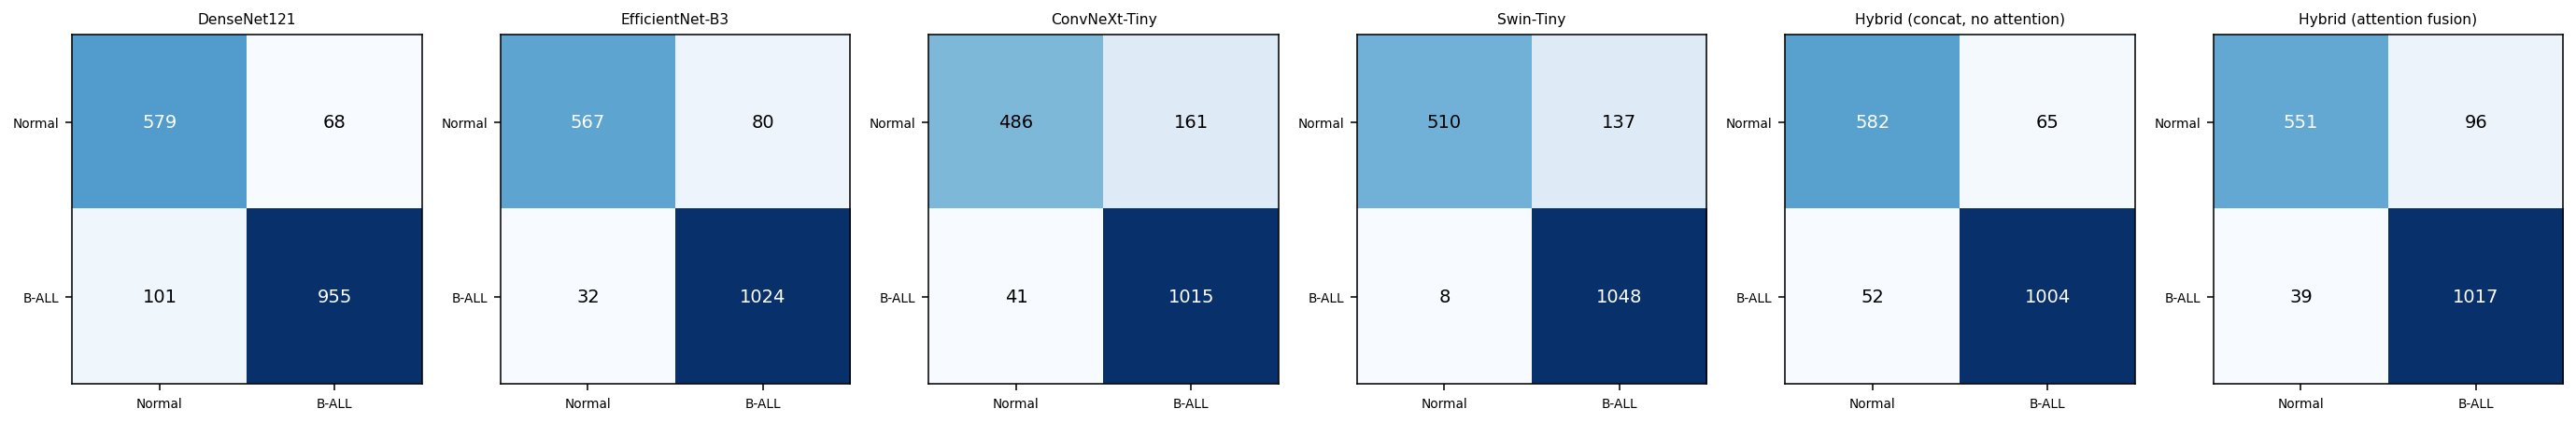 DenseNet121
Normal
579
68
B-ALL
101
955
Normal
B-ALL
EfficientNet-B3
Normal
567
80
B-ALL
32
1024
Normal
B-ALL
ConvNeXt-Tiny
Normal
486
161
B-ALL
41
1015
Normal
B-ALL
Swin-Tiny
Normal
510
137
B-ALL
8
1048
Normal
B-ALL
Hybrid (concat, no attention)
Normal
582
65
B-ALL
52
1004
Normal
B-ALL
Hybrid (attention fusion)
Normal
551
96
B-ALL
39
1017
Normal
B-ALL